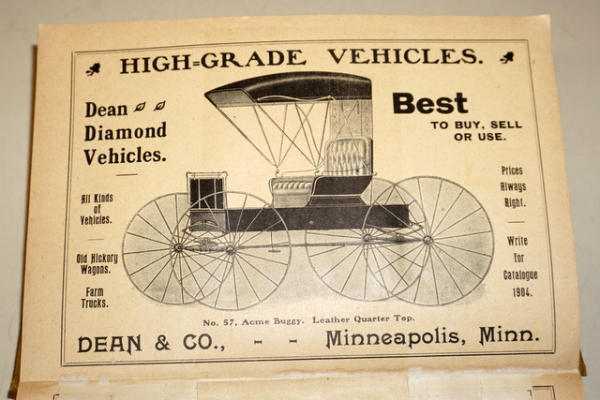 HIGH-GRADE VEHICLES.
Dean
Diamond
Vehicles.
Best
TO BUY, SELL
OR USE.
All Kinds
of
Vehicles.
Old Hickory
Wagons.
Farm
Trucks.
Prices
Always
Right.
Write
for
Catalogue
1904.
No. 57, Acme Buggy. Leather Quarter Top.
DEAN & CO., - - Minneapolis, Minn.